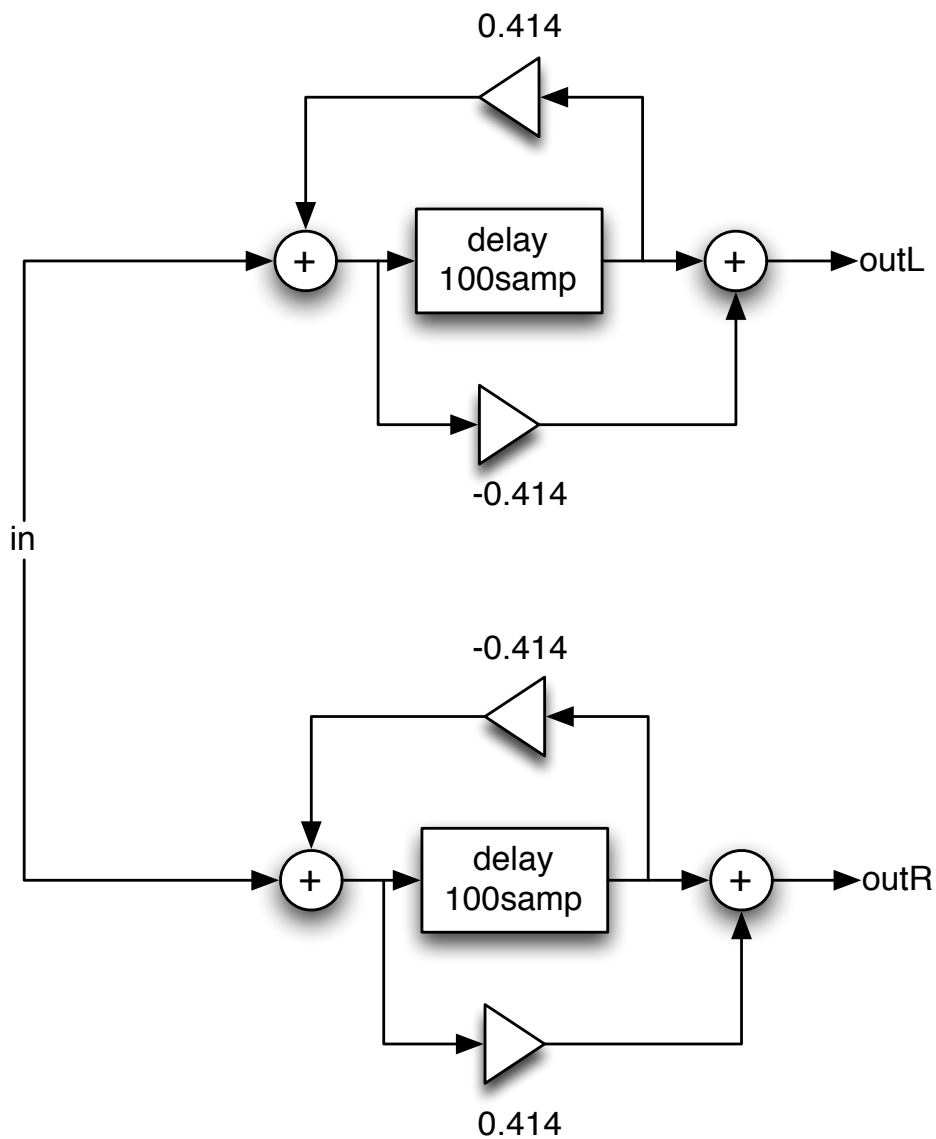 0.414
delay
100samp
+
+
outL
-0.414
in
-0.414
delay
100samp
+
+
outR
0.414